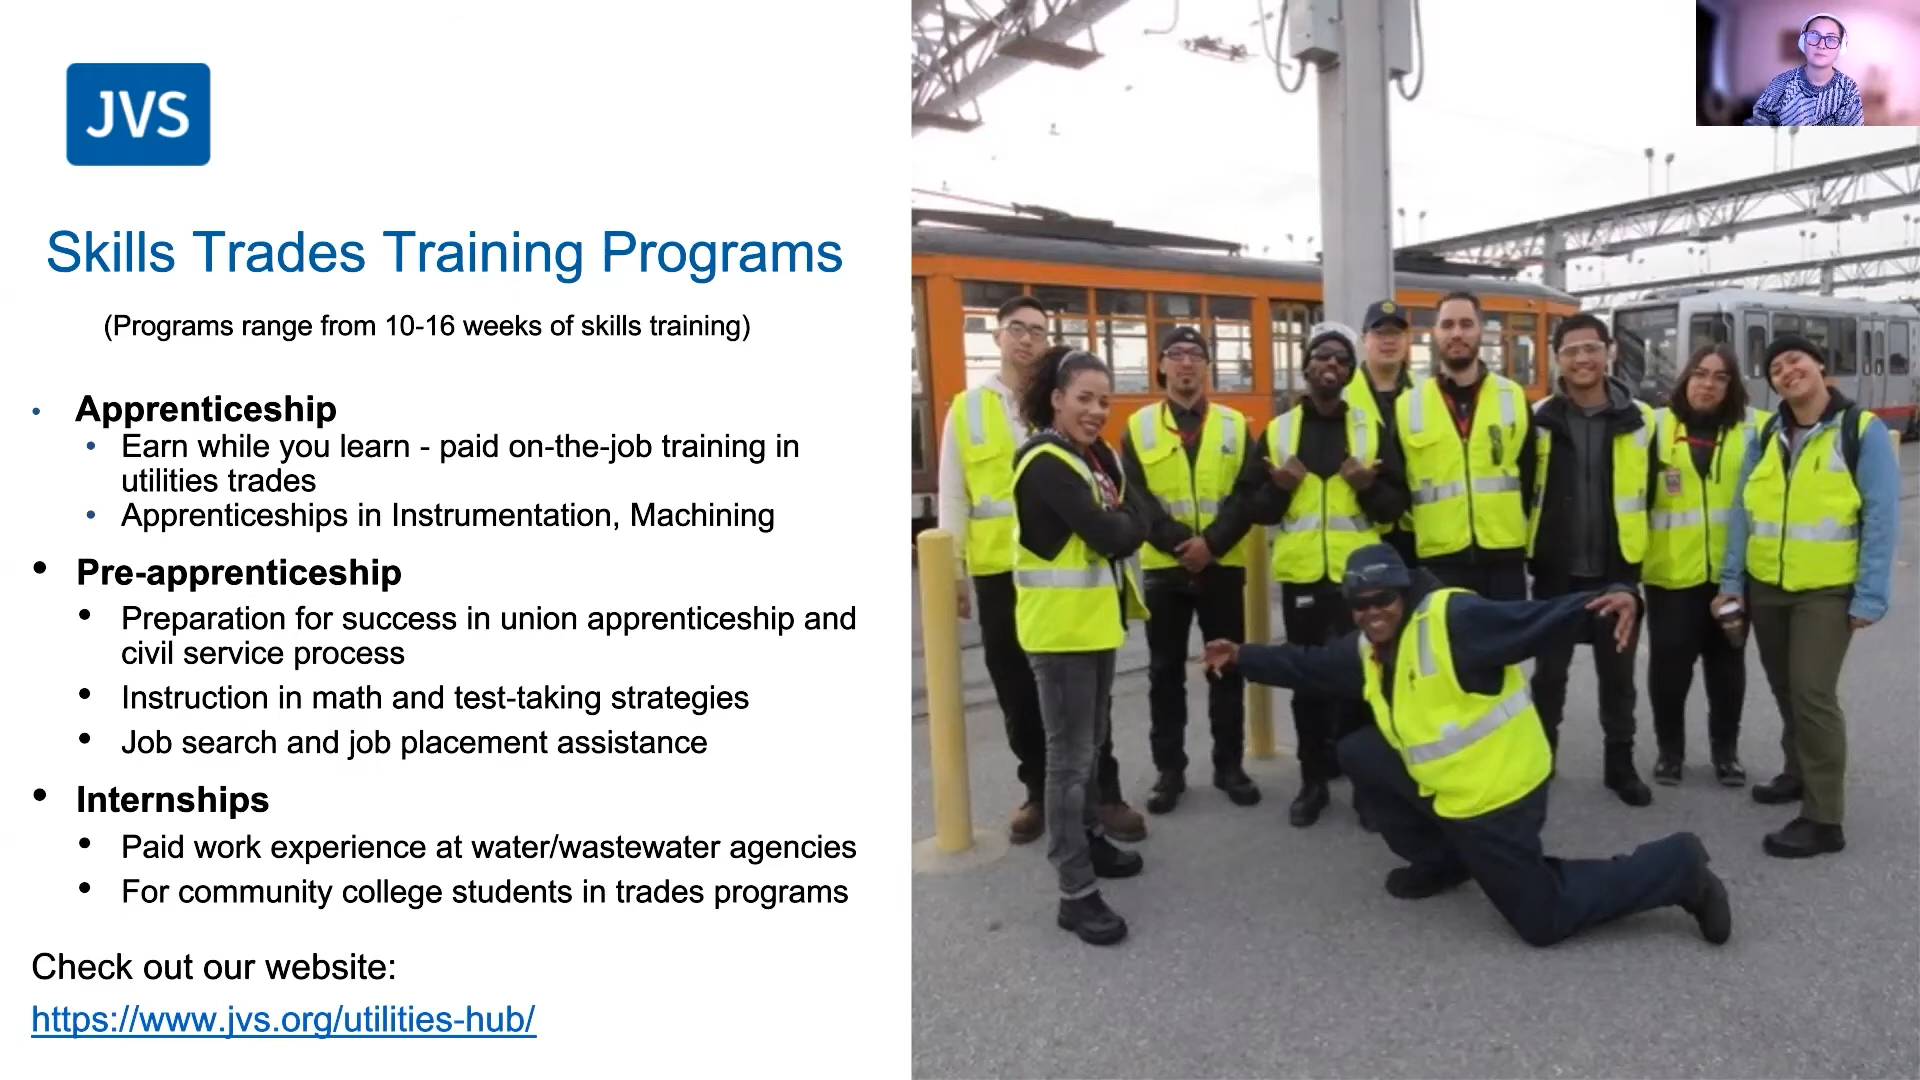 JVS
Skills Trades Training Programs
(Programs range from 10-16 weeks of skills training)
• Apprenticeship
• Earn while you learn - paid on-the-job training in
utilities trades
• Apprenticeships in Instrumentation, Machining
• Pre-apprenticeship
• Preparation for success in union apprenticeship and
civil service process
• Instruction in math and test-taking strategies
• Job search and job placement assistance
• Internships
• Paid work experience at water/wastewater agencies
• For community college students in trades programs
Check out our website:
https://www.jvs.org/utilities-hub/